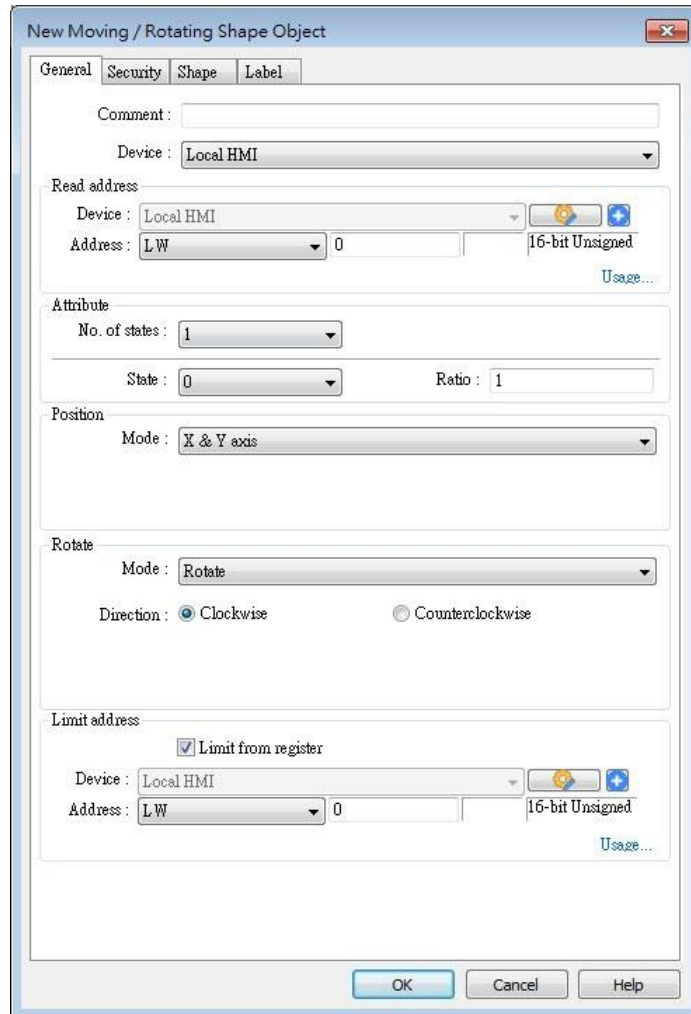 New Moving / Rotating Shape Object
General Security Shape Label
Comment :
Device : Local HMI
Read address
Device : Local HMI
Address : LW 0 16-bit Unsigned
Usage...
Attribute
No. of states : 1
State : 0 Ratio : 1
Position
Mode : X & Y axis
Rotate
Mode : Rotate
Direction : Clockwise Counterclockwise
Limit address
Limit from register
Device : Local HMI
Address : LW 0 16-bit Unsigned
Usage...
OK Cancel Help